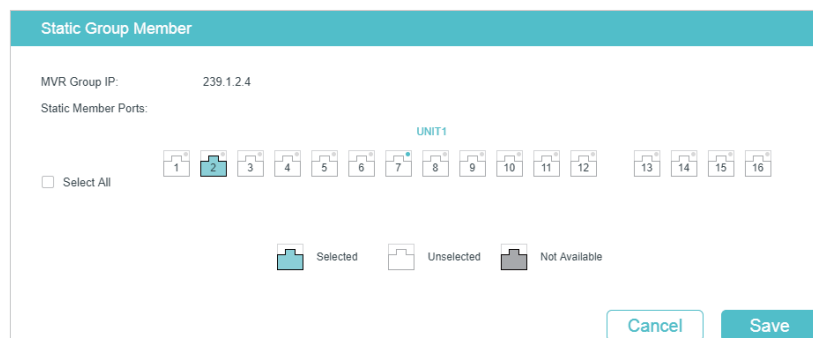 Static Group Member
MVR Group IP: 239.1.2.4
Static Member Ports:
UNIT1
1 2 3 4 5 6 7 8 9 10 11 12 13 14 15 16
Select All
Selected Unselected Not Available
Cancel Save